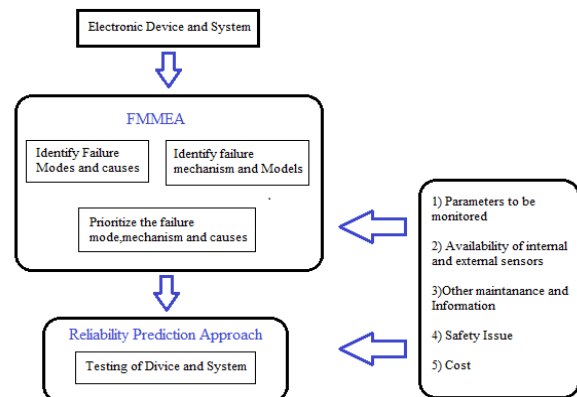 Electronic Device and System
FMMEA
Identify Failure
Modes and causes
Identify failure
mechanism and Models
Prioritize the failure
mode,mechanism and causes
1) Parameters to be
monitored
2) Availability of internal
and external sensors
3)Other maintanance and
Information
4) Safety Issue
5) Cost
Reliability Prediction Approach
Testing of Divice and System